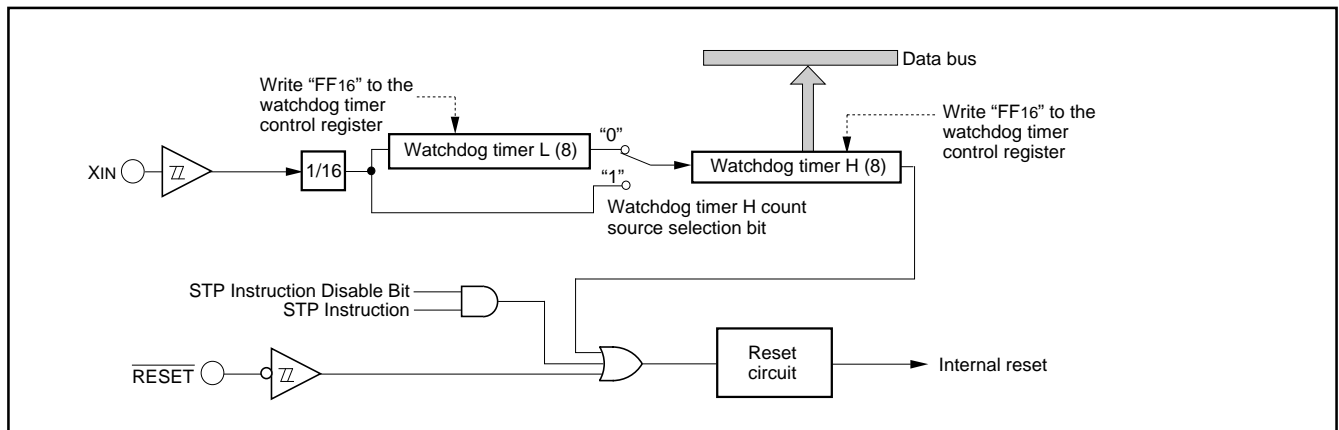 Data bus
Write “FF16” to the
watchdog timer
control register
Write “FF16” to the
watchdog timer
control register
“0”
Watchdog timer L (8)
Watchdog timer H (8)
XIN
1/16
“1”
Watchdog timer H count
source selection bit
STP Instruction Disable Bit
STP Instruction
Reset
circuit
RESET
Internal reset